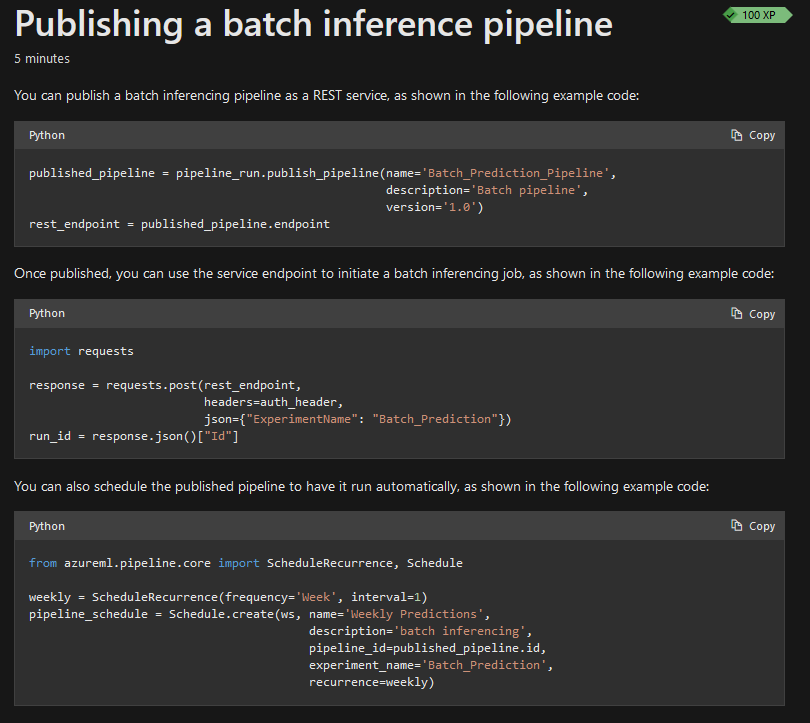 Publishing a batch inference pipeline
100 XP
5 minutes
You can publish a batch inferencing pipeline as a REST service, as shown in the following example code:
Python
Copy
published_pipeline = pipeline_run.publish_pipeline(name='Batch_Prediction_Pipeline',
                                                   description='Batch pipeline',
                                                   version='1.0')
rest_endpoint = published_pipeline.endpoint
Once published, you can use the service endpoint to initiate a batch inferencing job, as shown in the following example code:
Python
Copy
import requests

response = requests.post(rest_endpoint,
                         headers=auth_header,
                         json={"ExperimentName": "Batch_Prediction"})
run_id = response.json()["Id"]
You can also schedule the published pipeline to have it run automatically, as shown in the following example code:
Python
Copy
from azureml.pipeline.core import ScheduleRecurrence, Schedule

weekly = ScheduleRecurrence(frequency='Week', interval=1)
pipeline_schedule = Schedule.create(ws, name='Weekly Predictions',
                                        description='batch inferencing',
                                        pipeline_id=published_pipeline.id,
                                        experiment_name='Batch_Prediction',
                                        recurrence=weekly)